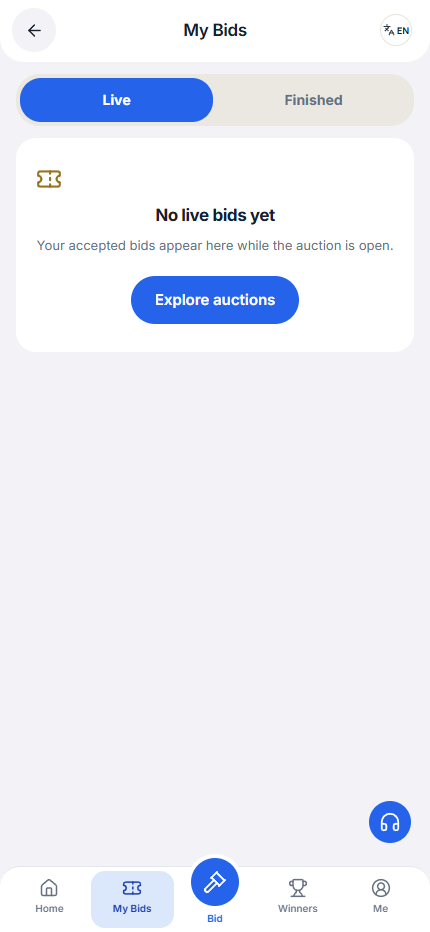 My Bids
EN
Live
Finished
No live bids yet
Your accepted bids appear here while the auction is open.
Explore auctions
Home
My Bids
Bid
Winners
Me